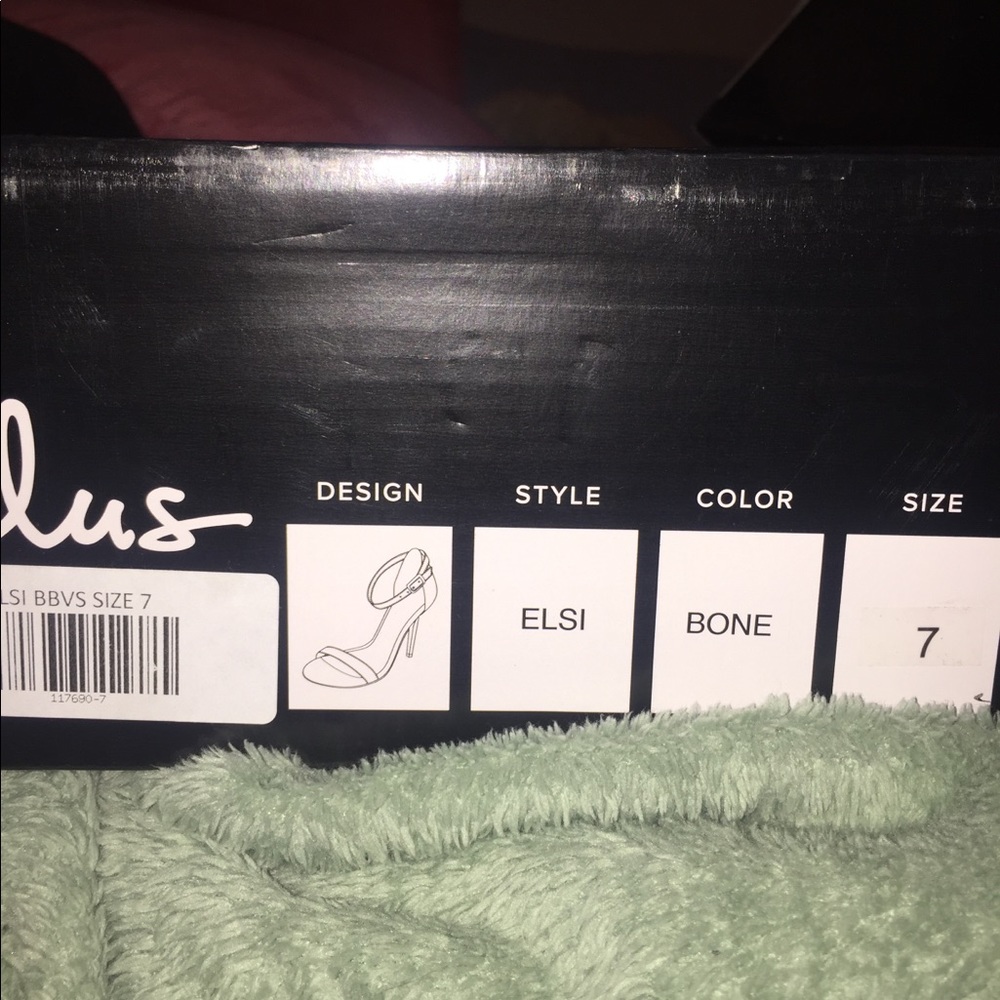 lus
DESIGN STYLE COLOR SIZE
LSI BBVS SIZE 7
117690-7
ELSI
BONE
7